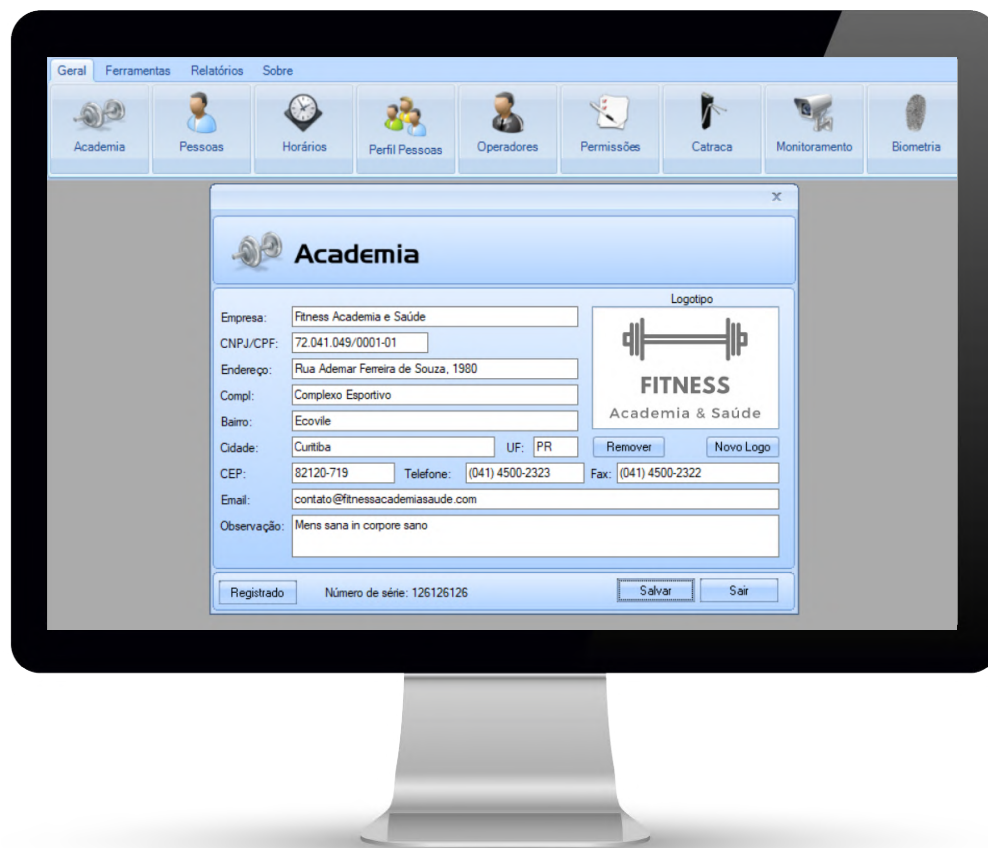 Geral Ferramentas Relatórios Sobre
Academia Pessoas Horários Perfil Pessoas Operadores Permissões Catraca Monitoramento Biometria
x
Academia
Logotipo
Empresa: Fitness Academia e Saúde
CNPJ/CPF: 72.041.049/0001-01
Endereço: Rua Ademar Ferreira de Souza, 1980
Compl: Complexo Esportivo
FITNESS
Academia & Saúde
Bairro: Ecovile
Cidade: Curitiba UF: PR Remover Novo Logo
CEP: 82120-719 Telefone: (041) 4500-2323 Fax: (041) 4500-2322
Email: contato@fitnessacademiasaude.com
Observação: Mens sana in corpore sano
Registrado Número de série: 126126126 Salvar Sair